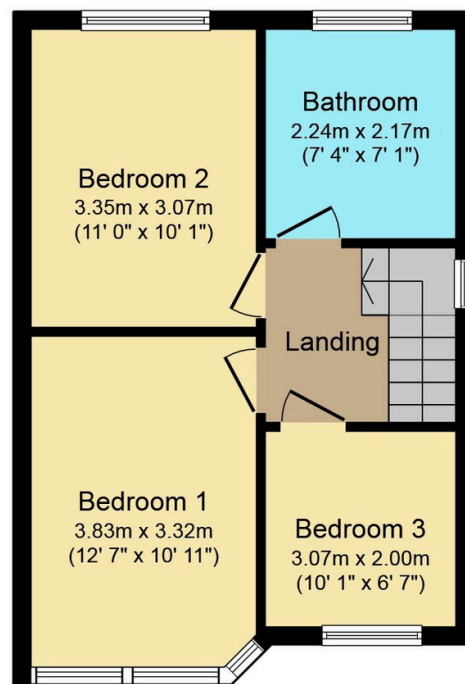 Bathroom
2.24m x 2.17m
(7' 4" x 7' 1")
Bedroom 2
3.35m x 3.07m
(11' 0" x 10' 1")
Landing
Bedroom 1
3.83m x 3.32m
(12' 7" x 10' 11")
Bedroom 3
3.07m x 2.00m
(10' 1" x 6' 7")